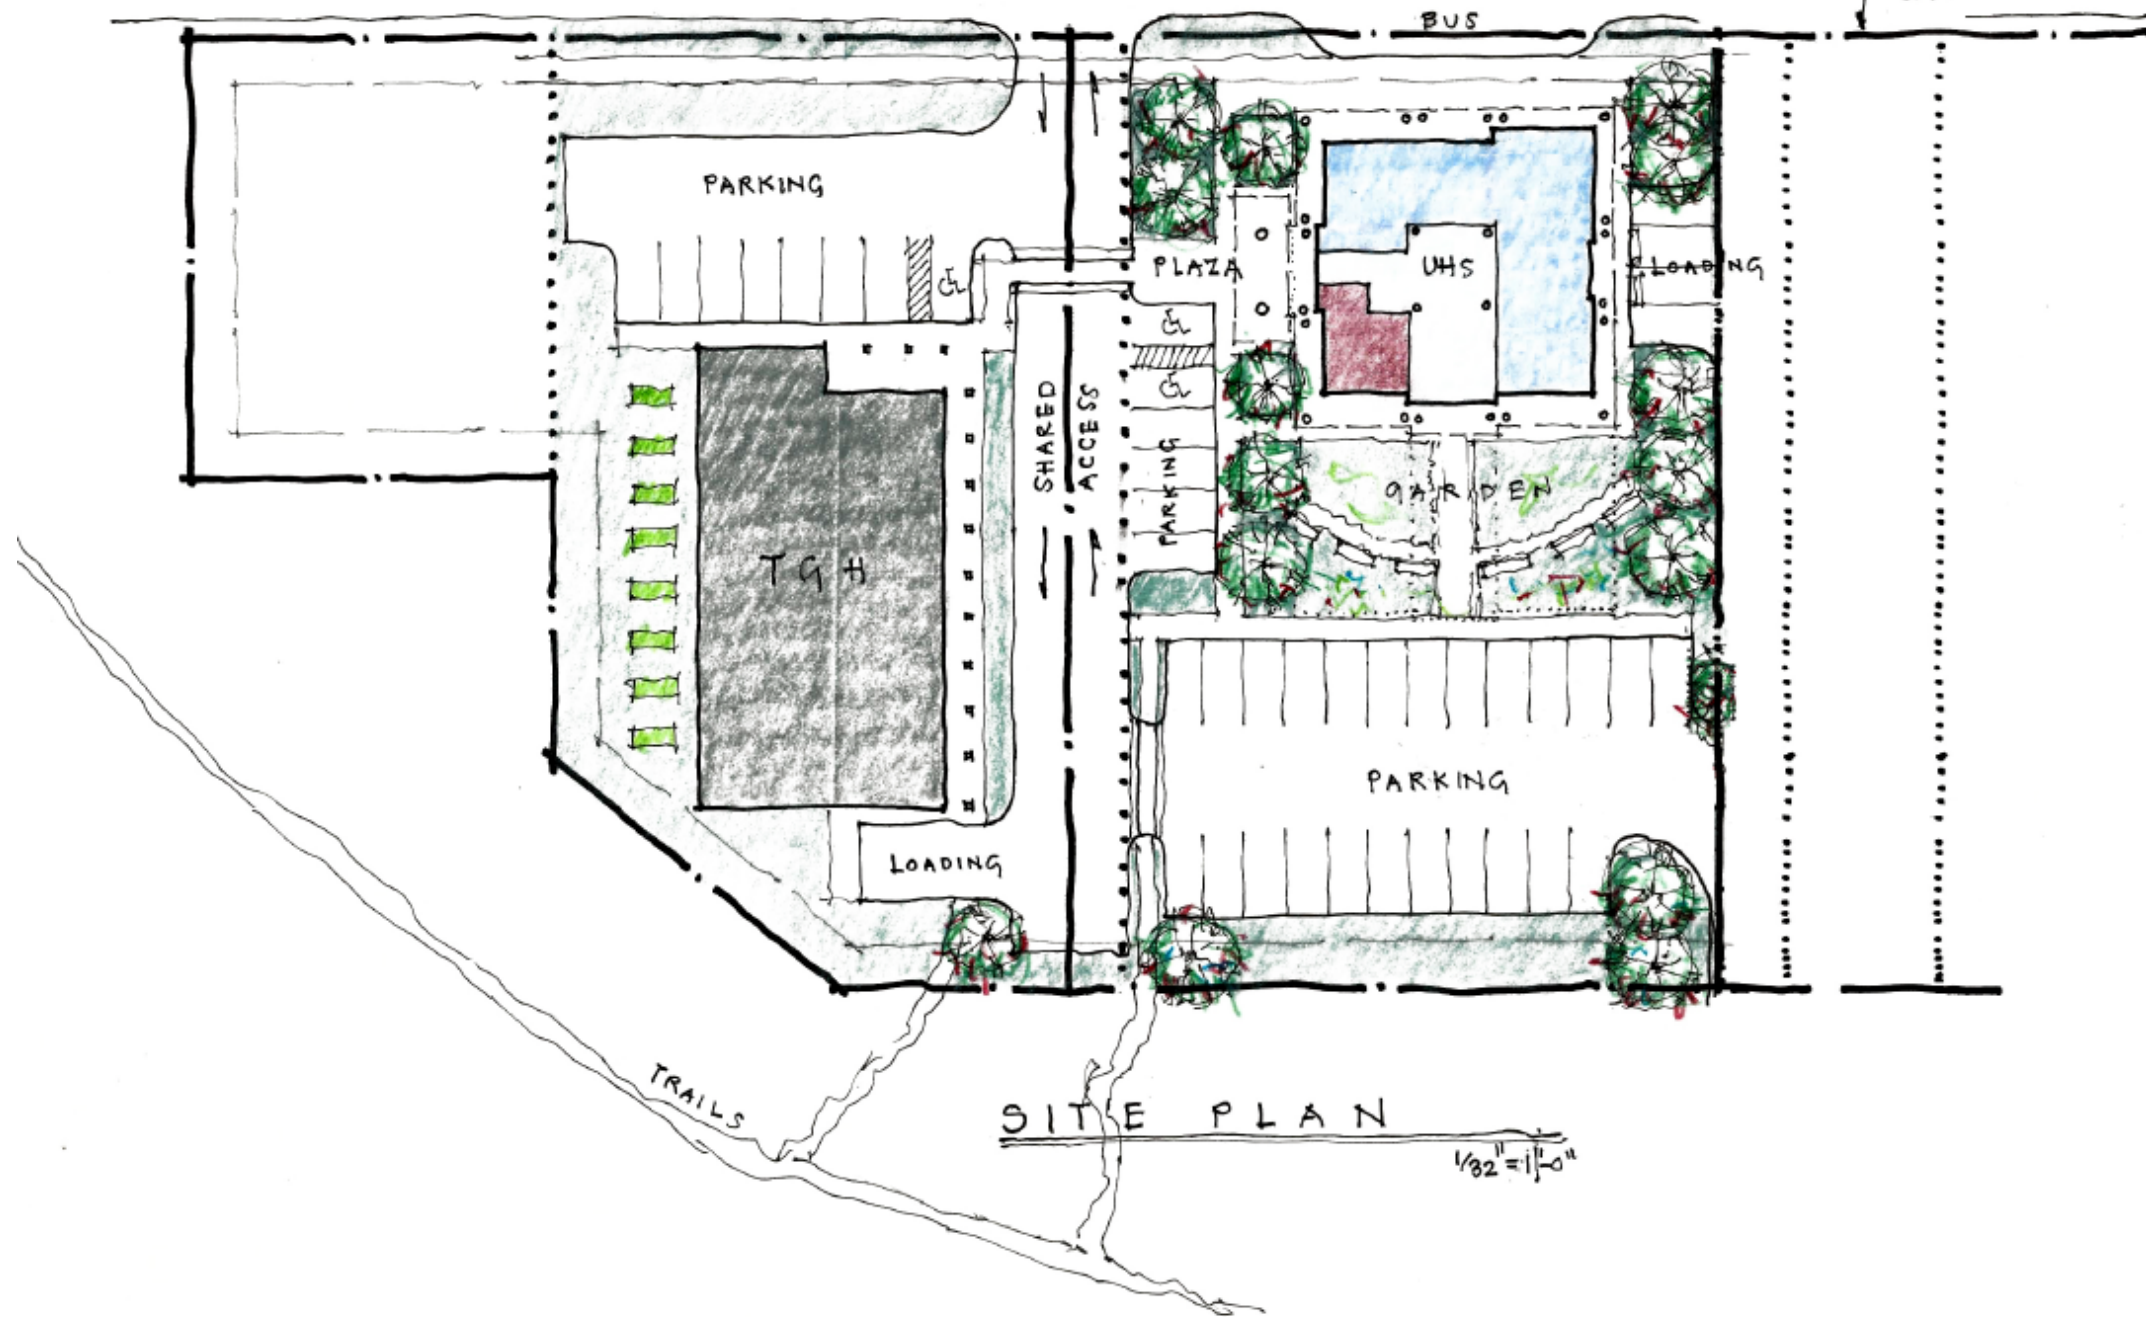 BUS
PARKING
PLAZA
UHS
LOADING
SHARED
ACCESS
PARKING
GARDEN
TGH
PARKING
LOADING
TRAILS
SITE PLAN
1/32"=1'-0"